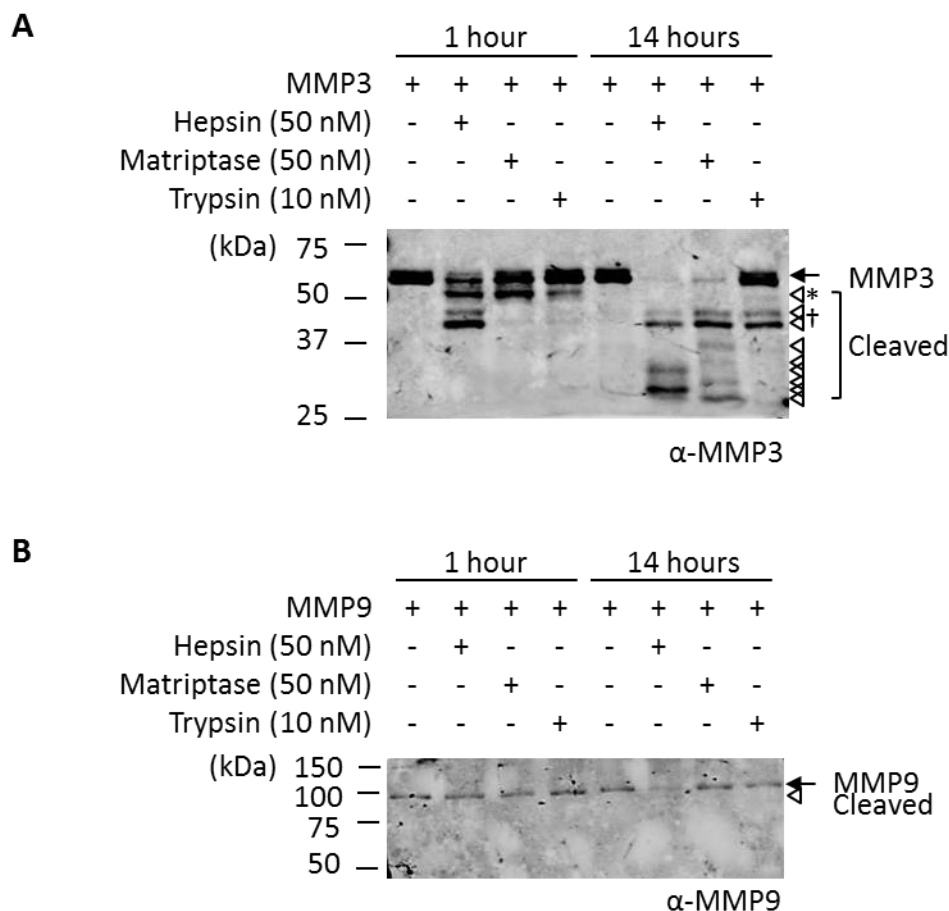 A
1 hour 14 hours
MMP3 + + + + + + + +
Hepsin (50 nM) - + - - - + - -
Matriptase (50 nM) - - + - - - + -
Trypsin (10 nM) - - - + - - - +
(kDa) 75
MMP3
50
*
†
37
Cleaved
25
α-MMP3
B
1 hour 14 hours
MMP9 + + + + + + + +
Hepsin (50 nM) - + - - - + - -
Matriptase (50 nM) - - + - - - + -
Trypsin (10 nM) - - - + - - - +
(kDa) 150
MMP9
100
Cleaved
75
50
α-MMP9